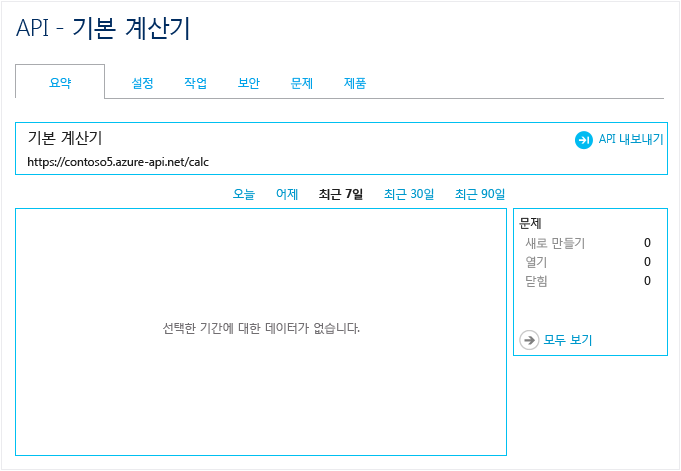 API - 기본 계산기
요약 설정 작업 보안 문제 제품
기본 계산기
API 내보내기
https://contoso5.azure-api.net/calc
오늘 어제 최근 7일 최근 30일 최근 90일
선택한 기간에 대한 데이터가 없습니다.
문제
새로 만들기 0
열기 0
닫힘 0
모두 보기